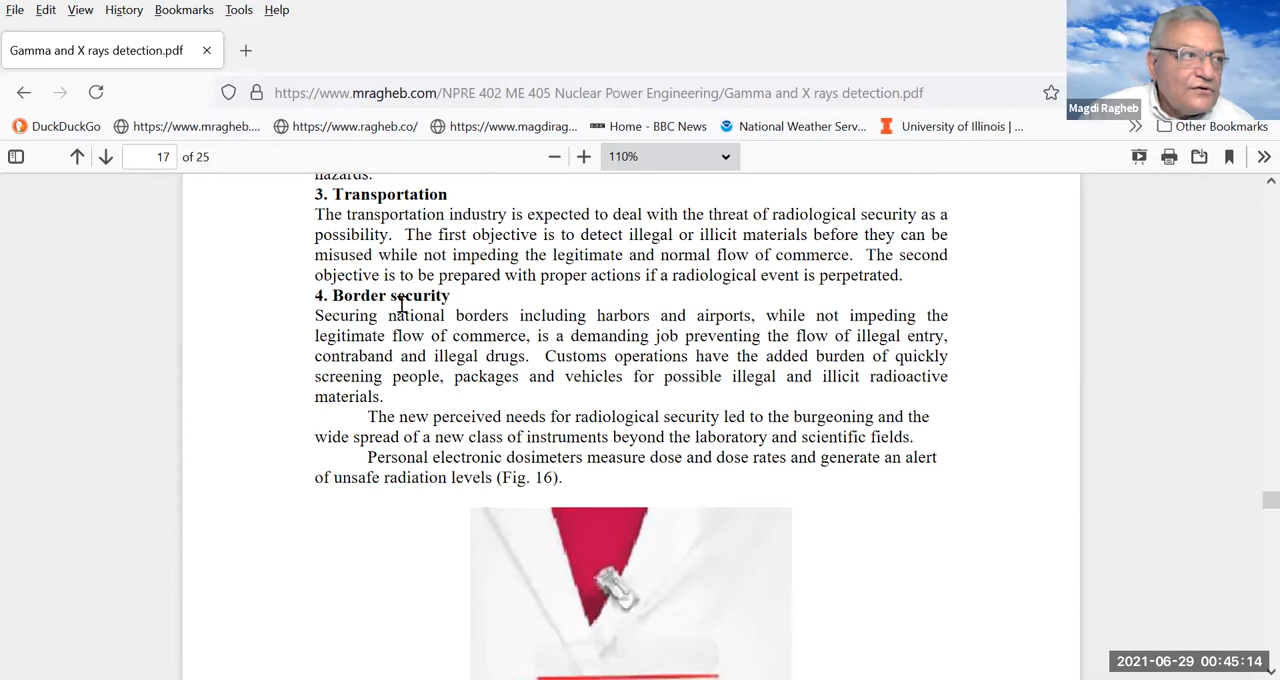 File Edit View History Bookmarks Tools Help
Gamma and X rays detection.pdf
https://www.mragheb.com/NPRE 402 ME 405 Nuclear Power Engineering/Gamma and X rays detection.pdf
Magdi Ragheb
DuckDuckGo https://www.mragheb.... https://www.ragheb.co/ https://www.magdirag... BBC Home - BBC News National Weather Serv... I University of Illinois |... Other Bookmarks
17 of 25 110%
hazards.
3. Transportation
The transportation industry is expected to deal with the threat of radiological security as a
possibility. The first objective is to detect illegal or illicit materials before they can be
misused while not impeding the legitimate and normal flow of commerce. The second
objective is to be prepared with proper actions if a radiological event is perpetrated.
4. Border security
Securing national borders including harbors and airports, while not impeding the
legitimate flow of commerce, is a demanding job preventing the flow of illegal entry,
contraband and illegal drugs. Customs operations have the added burden of quickly
screening people, packages and vehicles for possible illegal and illicit radioactive
materials.
The new perceived needs for radiological security led to the burgeoning and the
wide spread of a new class of instruments beyond the laboratory and scientific fields.
Personal electronic dosimeters measure dose and dose rates and generate an alert
of unsafe radiation levels (Fig. 16).
2021-06-29 00:45:14